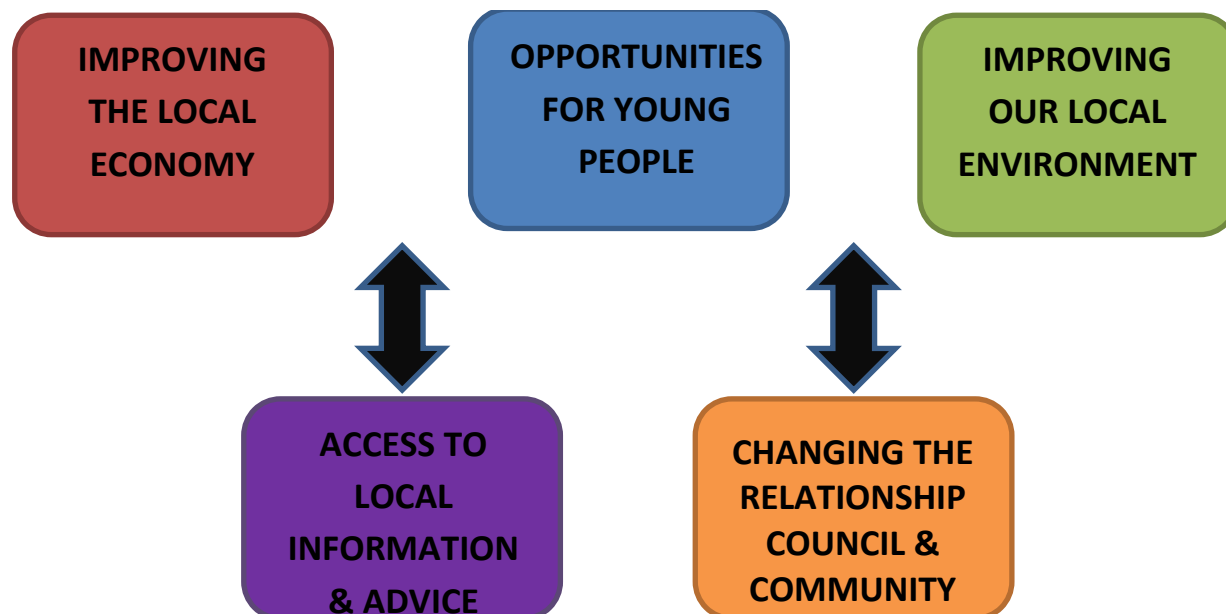 IMPROVING
THE LOCAL
ECONOMY
OPPORTUNITIES
FOR YOUNG
PEOPLE
IMPROVING
OUR LOCAL
ENVIRONMENT
ACCESS TO
LOCAL
INFORMATION
& ADVICE
CHANGING THE
RELATIONSHIP
COUNCIL &
COMMUNITY